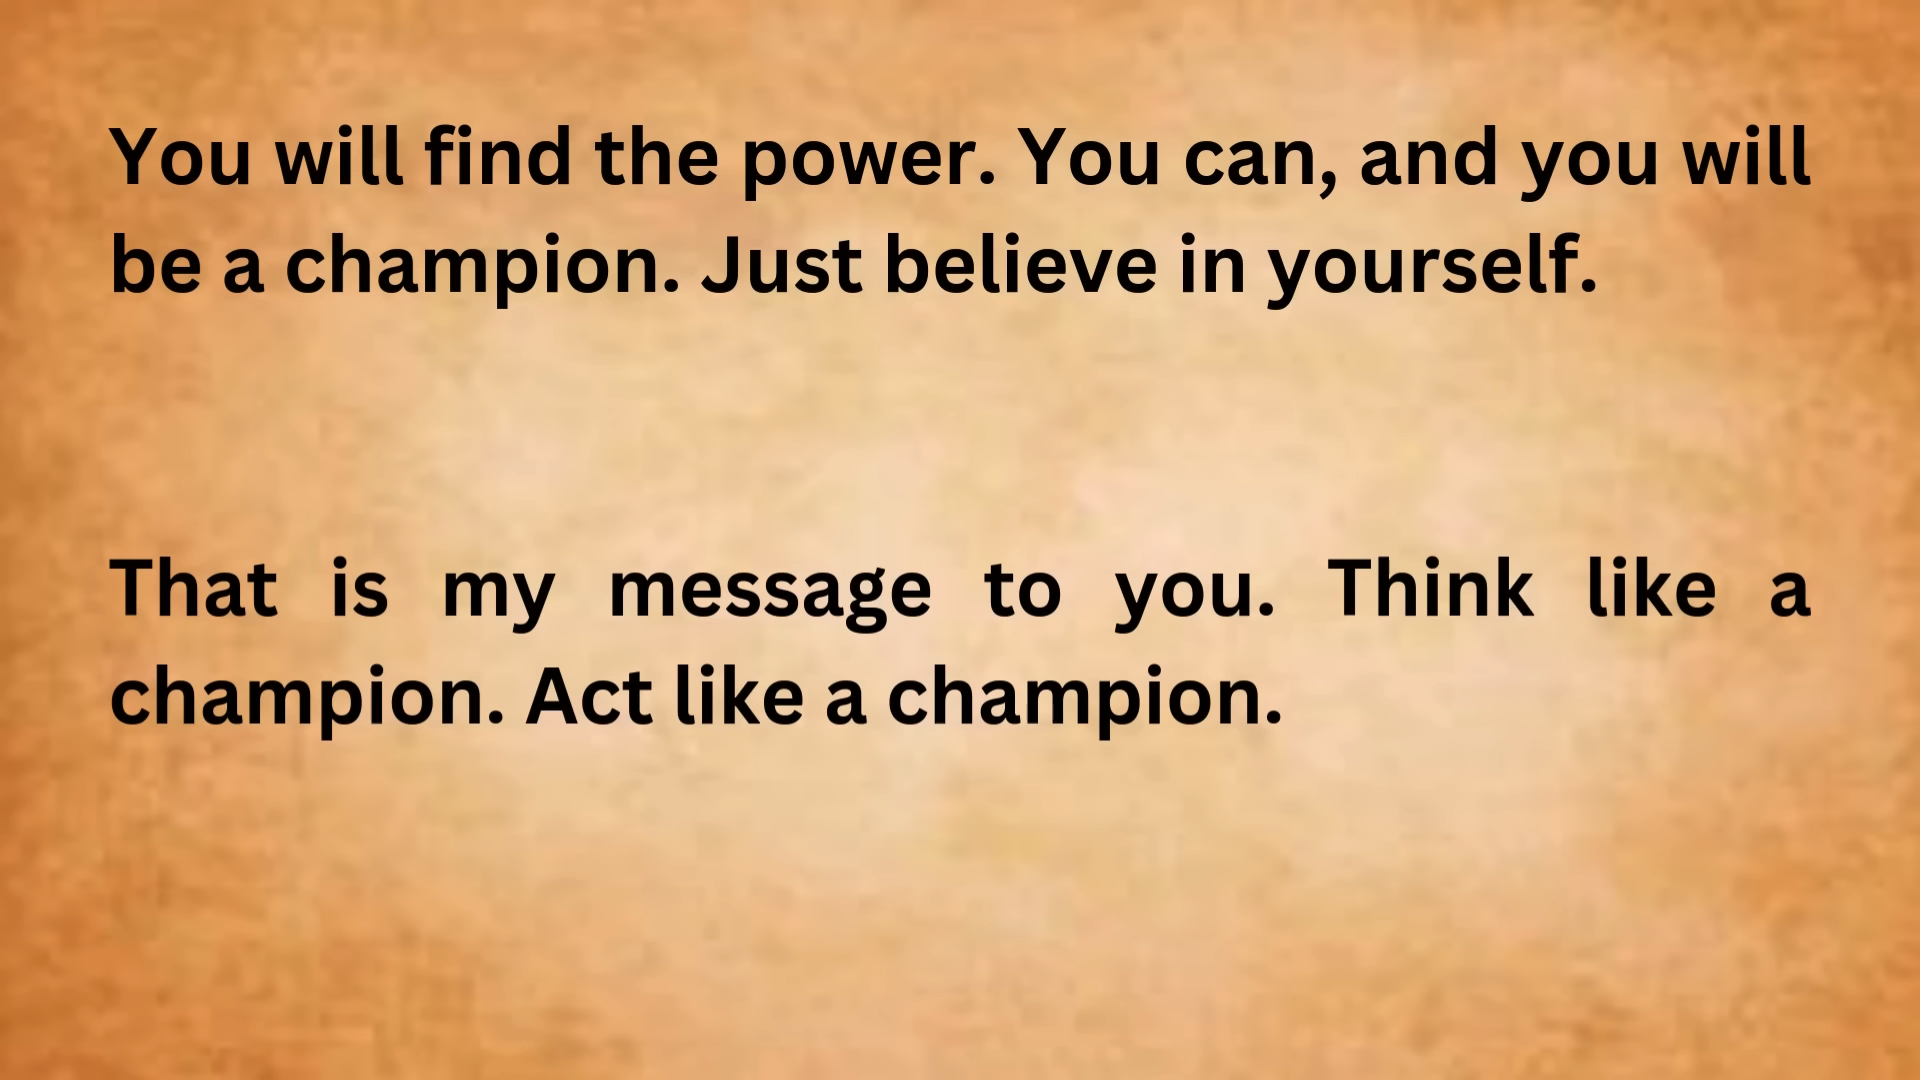 You will find the power. You can, and you will
be a champion. Just believe in yourself.
That is my message to you. Think like a
champion. Act like a champion.